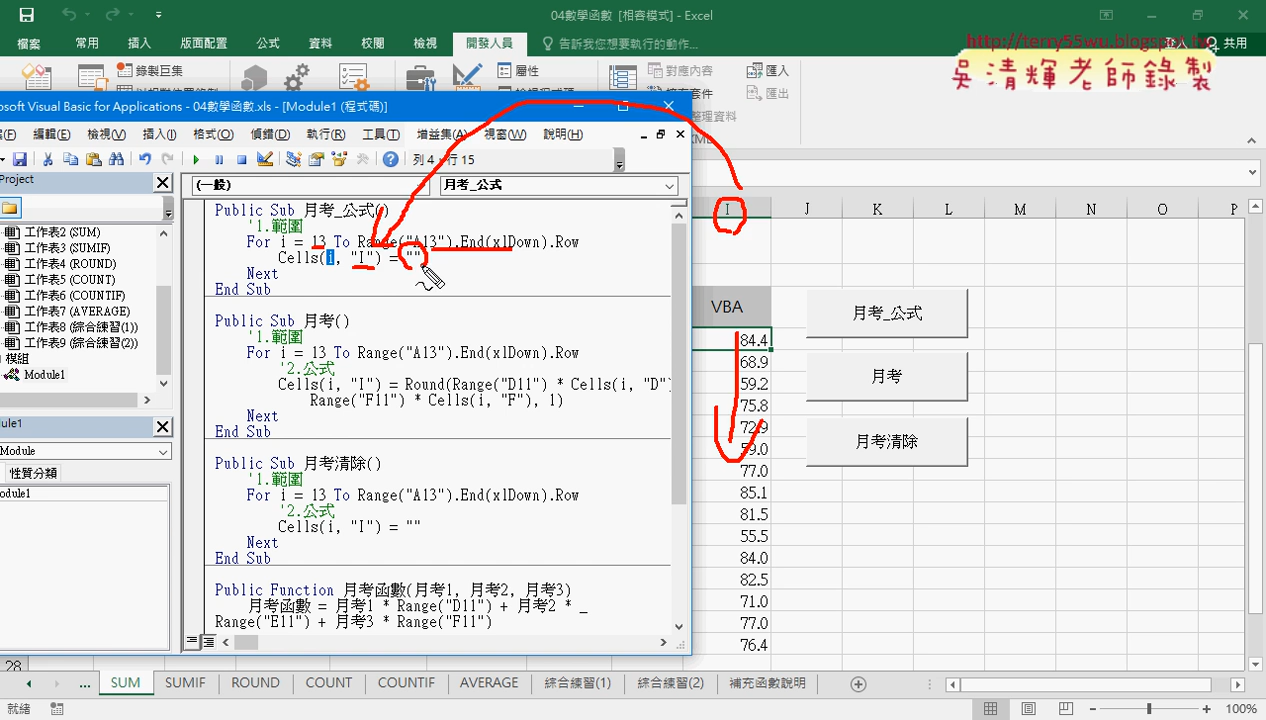 04數學函數 [相容模式] - Excel
檔案 常用 插入 版面配置 公式 資料 校閱 檢視 開發人員 告訴我您想要執行的動作... 共用
http://terry55wu.blogspot.tw
吳清輝老師錄製
錄製巨集 屬性 對應內容 匯入
匯出
osoft Visual Basic for Applications - 04數學函數.xls - [Module1 (程式碼)]
(F) 編輯(E) 檢視(V) 插入(I) 格式(O) 偵錯(D) 執行(R) 工具(T) 增益集(A) 視窗(W) 說明(H)
列 4, 行 15
Project
工作表2 (SUM)
工作表3 (SUMIF)
工作表4 (ROUND)
工作表5 (COUNT)
工作表6 (COUNTIF)
工作表7 (AVERAGE)
工作表8 (綜合練習(1))
工作表9 (綜合練習(2))
模組
Module1
ule1
Module
性質分類
odule1
(一般) 月考_公式
Public Sub 月考_公式()
'1.範圍
For i = 13 To Range("A13").End(xlDown).Row
Cells(i, "I") = ""
Next
End Sub
Public Sub 月考()
'1.範圍
For i = 13 To Range("A13").End(xlDown).Row
'2.公式
Cells(i, "I") = Round(Range("D11") * Cells(i, "D")
Range("F11") * Cells(i, "F"), 1)
Next
End Sub
Public Sub 月考清除()
'1.範圍
For i = 13 To Range("A13").End(xlDown).Row
'2.公式
Cells(i, "I") = ""
Next
End Sub
Public Function 月考函數(月考1, 月考2, 月考3)
月考函數 = 月考1 * Range("D11") + 月考2 * _
Range("E11") + 月考3 * Range("F11")
I J K L M N O P
VBA
84.4
68.9
59.2
75.8
72.9
59.0
77.0
85.1
81.5
55.5
84.0
82.5
71.0
77.0
76.4
月考_公式
月考
月考清除
28
... SUM SUMIF ROUND COUNT COUNTIF AVERAGE 綜合練習(1) 綜合練習(2) 補充函數說明
就緒 100%